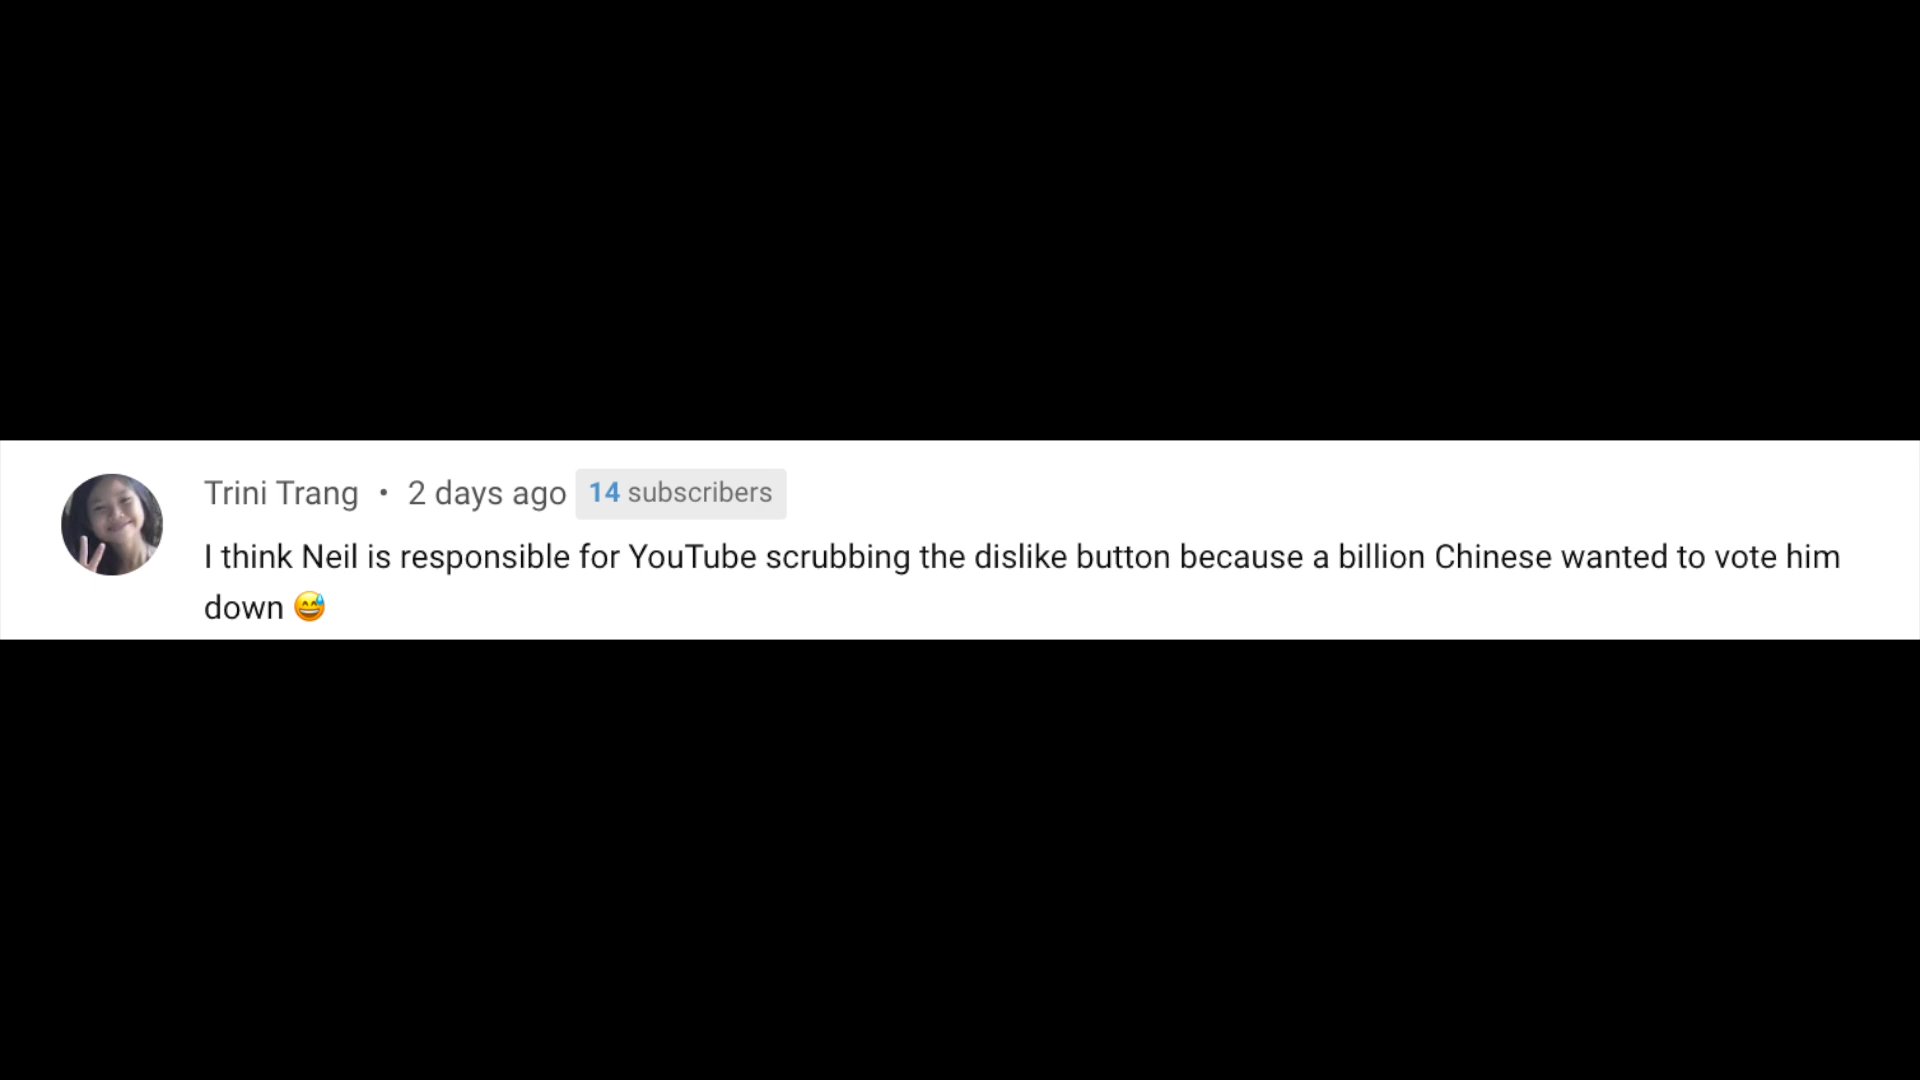 Trini Trang • 2 days ago 14 subscribers
I think Neil is responsible for YouTube scrubbing the dislike button because a billion Chinese wanted to vote him
down 😅